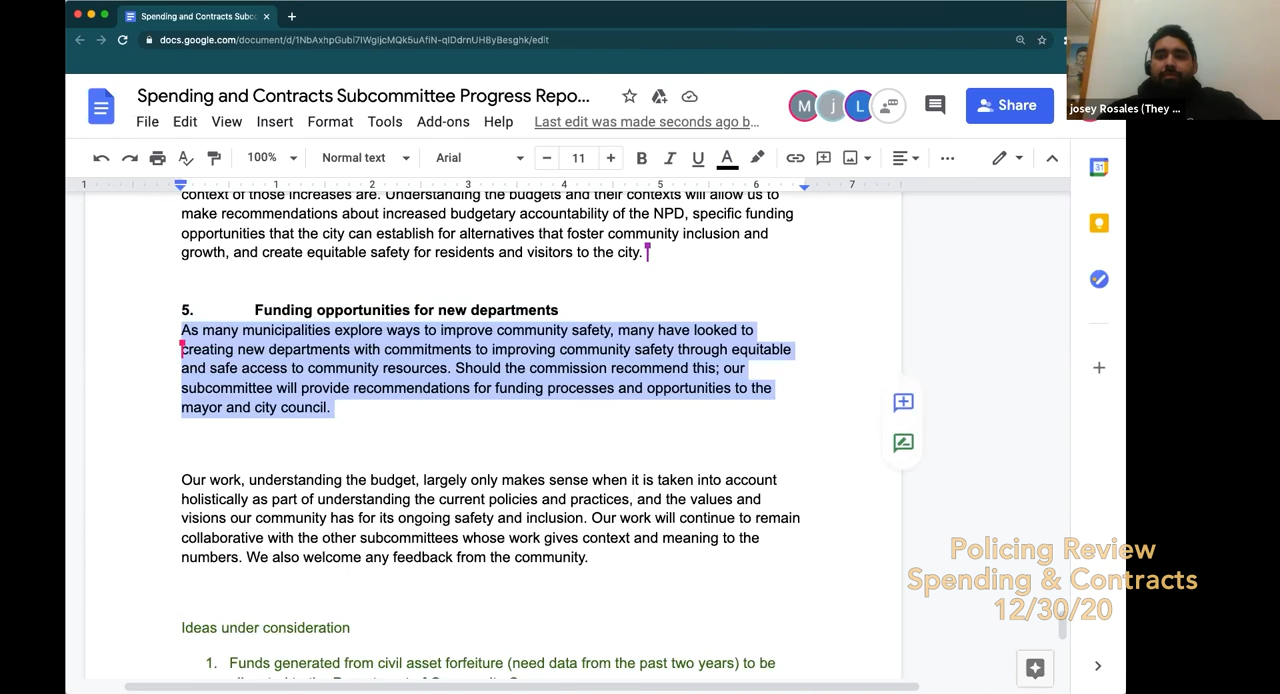 Spending and Contracts Subc
docs.google.com/document/d/1NbAxhpGubi7IWgIjcMQk5uAfiN-qIDdrnUH8yBesghk/edit
josey Rosales (They ...
Spending and Contracts Subcommittee Progress Repo...
M j L
Share
File Edit View Insert Format Tools Add-ons Help Last edit was made seconds ago b...
100% Normal text Arial 11 B I U A
1 1 2 3 4 5 6 7
31
context of those increases are. Understanding the budgets and their contexts will allow us to
make recommendations about increased budgetary accountability of the NPD, specific funding
opportunities that the city can establish for alternatives that foster community inclusion and
growth, and create equitable safety for residents and visitors to the city.
5. Funding opportunities for new departments
As many municipalities explore ways to improve community safety, many have looked to
creating new departments with commitments to improving community safety through equitable
and safe access to community resources. Should the commission recommend this; our
subcommittee will provide recommendations for funding processes and opportunities to the
mayor and city council.
Our work, understanding the budget, largely only makes sense when it is taken into account
holistically as part of understanding the current policies and practices, and the values and
visions our community has for its ongoing safety and inclusion. Our work will continue to remain
collaborative with the other subcommittees whose work gives context and meaning to the
numbers. We also welcome any feedback from the community.
Ideas under consideration
1. Funds generated from civil asset forfeiture (need data from the past two years) to be
Policing Review
Spending & Contracts
12/30/20